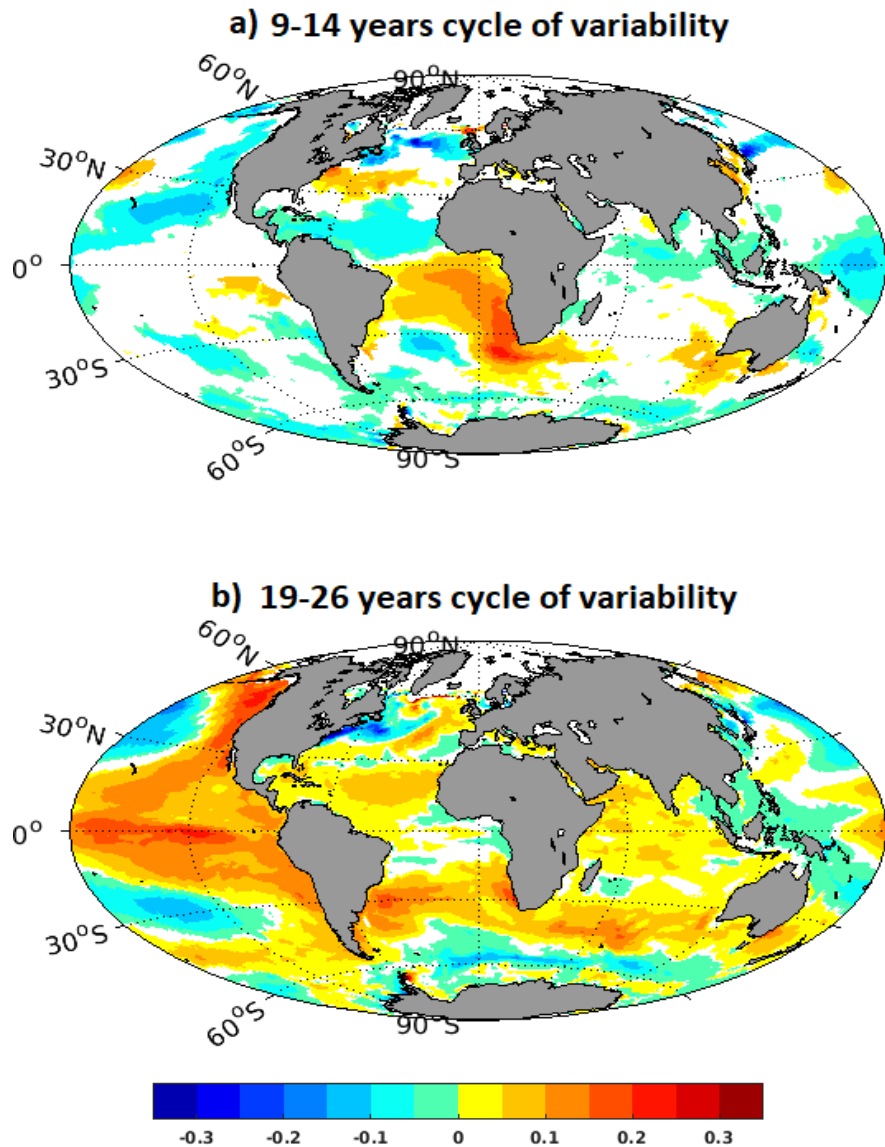 a) 9-14 years cycle of variability
90°N
60°N
30°N
0°
30°S
60°S
90°S
b) 19-26 years cycle of variability
90°N
60°N
30°N
0°
30°S
60°S
90°S
-0.3 -0.2 -0.1 0 0.1 0.2 0.3